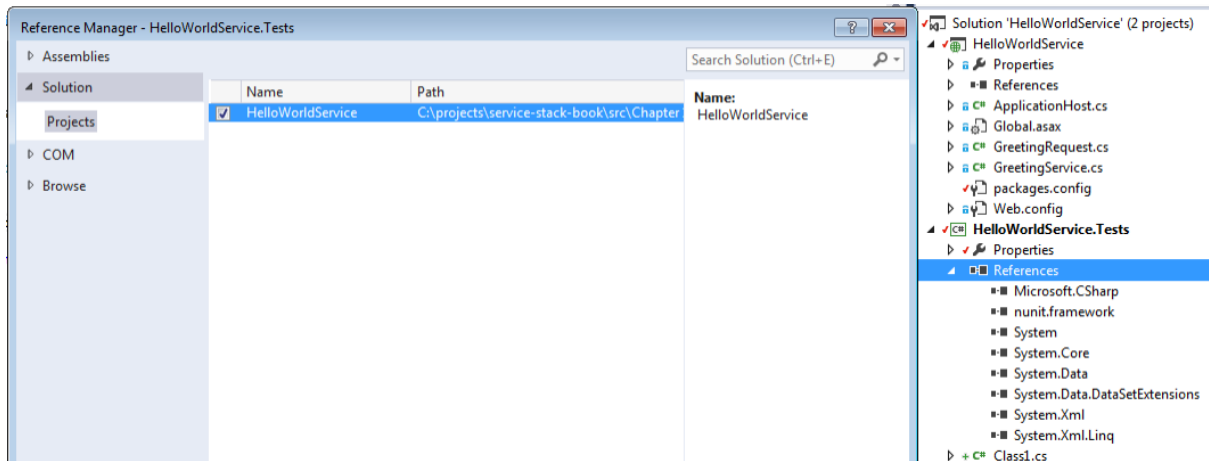 Reference Manager - HelloWorldService.Tests
Assemblies
Solution
Projects
COM
Browse
Search Solution (Ctrl+E)
Name Path
HelloWorldService C:\projects\service-stack-book\src\Chapter
Name:
HelloWorldService
Solution 'HelloWorldService' (2 projects)
HelloWorldService
Properties
References
C# ApplicationHost.cs
Global.asax
C# GreetingRequest.cs
C# GreetingService.cs
packages.config
Web.config
C# HelloWorldService.Tests
Properties
References
Microsoft.CSharp
nunit.framework
System
System.Core
System.Data
System.Data.DataSetExtensions
System.Xml
System.Xml.Linq
C# Class1.cs